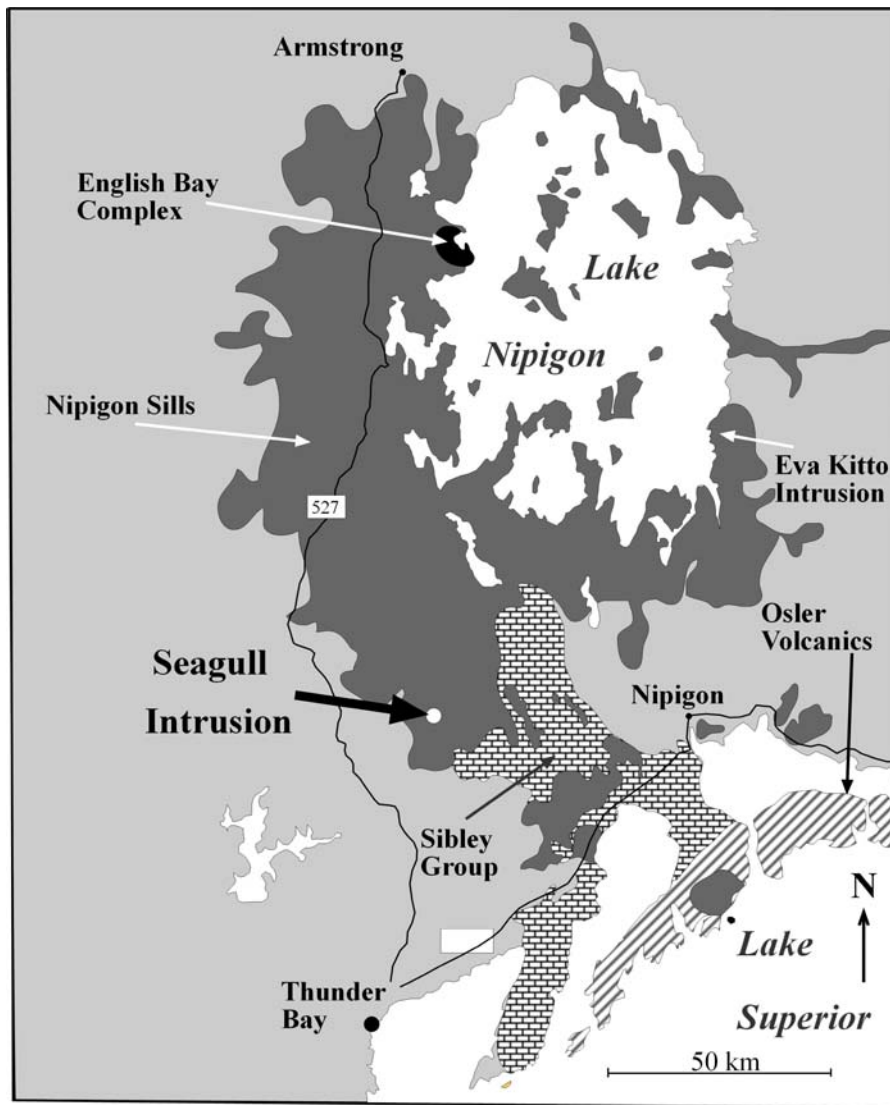 Armstrong
English Bay
Complex
Lake
Nipigon
Nipigon Sills
Eva Kitto
Intrusion
527
Osler
Volcanics
Seagull
Intrusion
Nipigon
Sibley
Group
N
Lake
Superior
Thunder
Bay
50 km